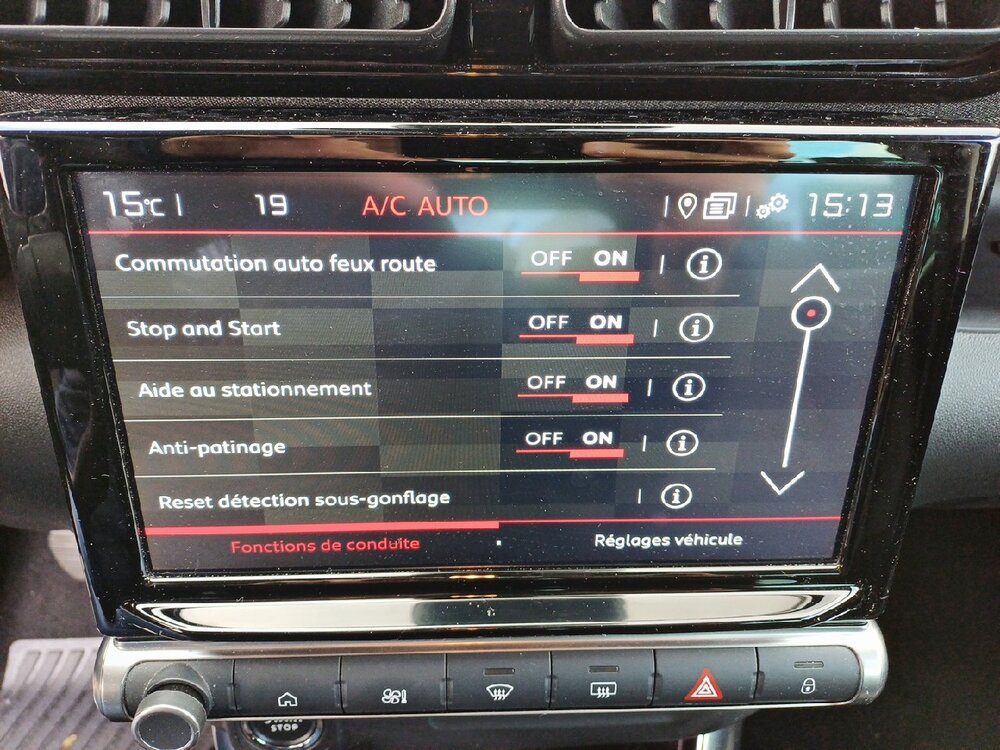 15°C 19 A/C AUTO 15:13
Commutation auto feux route OFF ON
Stop and Start OFF ON
Aide au stationnement OFF ON
Anti-patinage OFF ON
Reset détection sous-gonflage
Fonctions de conduite Réglages véhicule
STOP